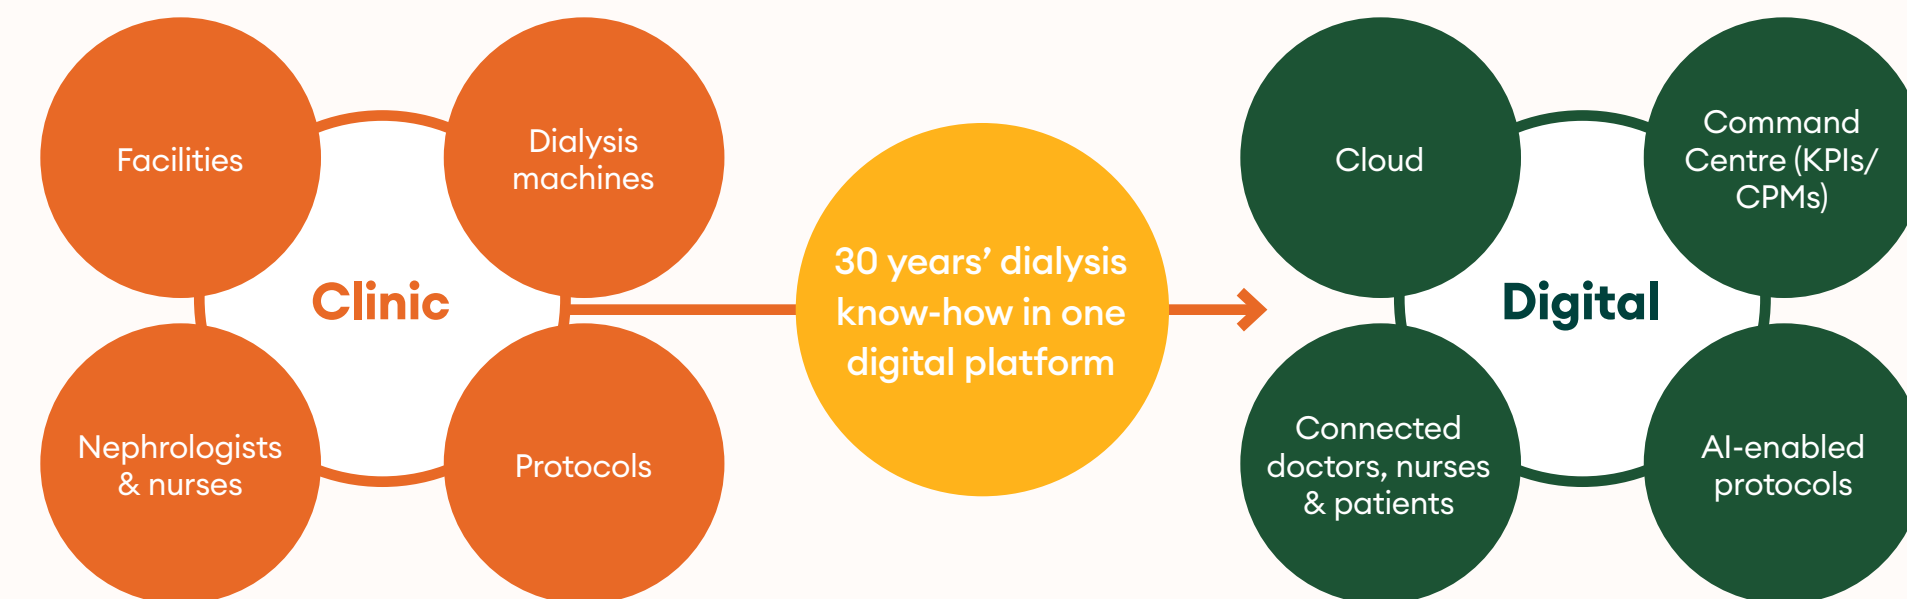 Facilities
Dialysis
machines
Clinic
Nephrologists
& nurses
Protocols
30 years’ dialysis
know-how in one
digital platform
Cloud
Command
Centre (KPIs/
CPMs)
Digital
Connected
doctors, nurses
& patients
AI-enabled
protocols